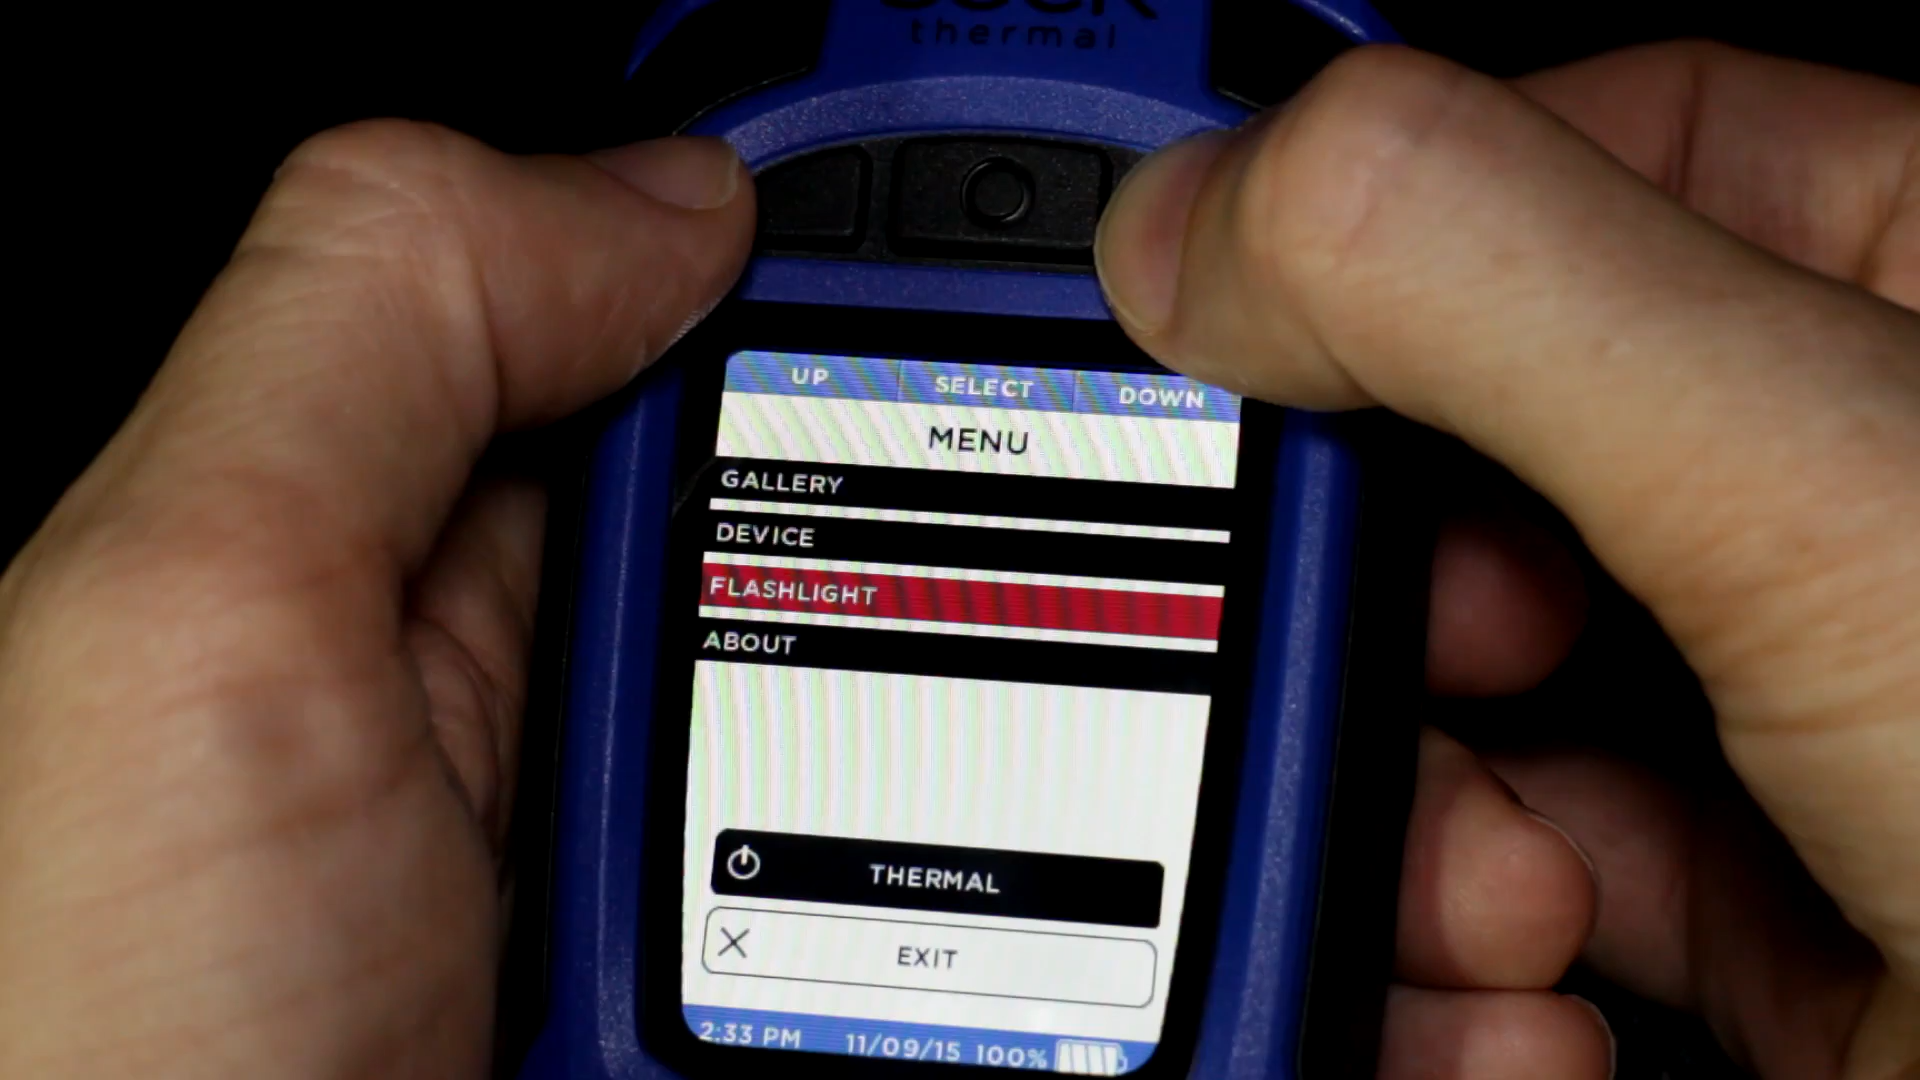 thermal
UP SELECT DOWN
MENU
GALLERY
DEVICE
FLASHLIGHT
ABOUT
THERMAL
EXIT
2:33 PM 11/09/15 100%